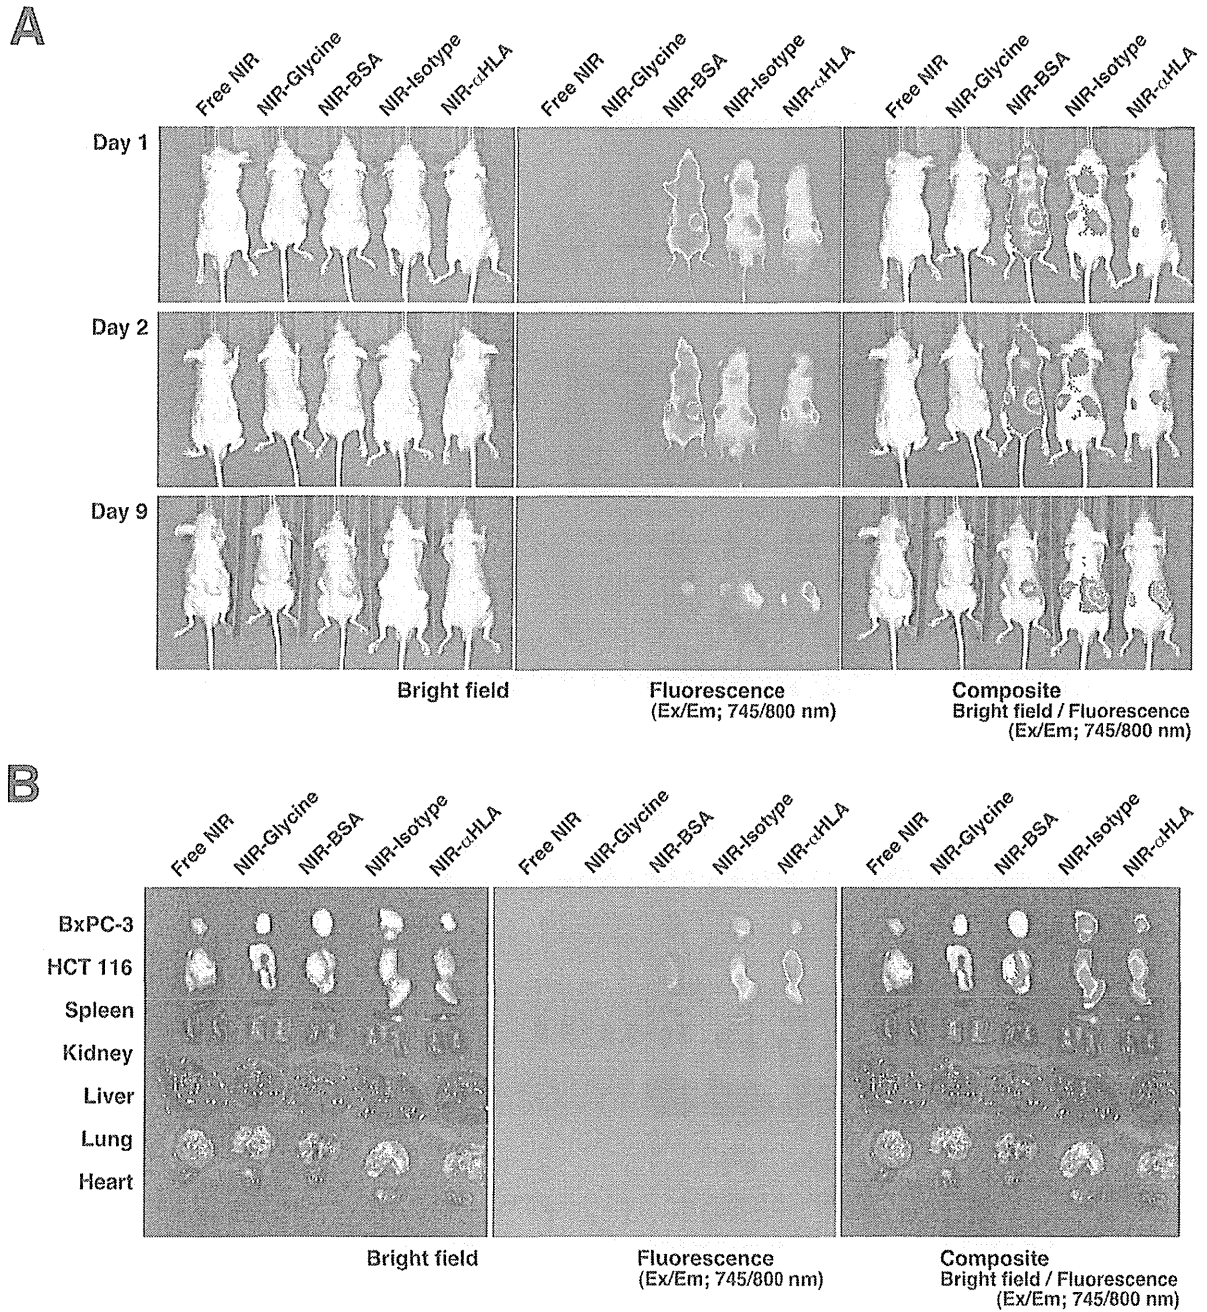 A
Free NIR NIR-Glycine NIR-BSA NIR-Isotype NIR-αHLA Free NIR NIR-Glycine NIR-BSA NIR-Isotype NIR-αHLA Free NIR NIR-Glycine NIR-BSA NIR-Isotype NIR-αHLA
Day 1
Day 2
Day 9
Bright field Fluorescence Composite
(Ex/Em; 745/800 nm) Bright field / Fluorescence
(Ex/Em; 745/800 nm)
B
Free NIR NIR-Glycine NIR-BSA NIR-Isotype NIR-αHLA Free NIR NIR-Glycine NIR-BSA NIR-Isotype NIR-αHLA Free NIR NIR-Glycine NIR-BSA NIR-Isotype NIR-αHLA
BxPC-3
HCT 116
Spleen
Kidney
Liver
Lung
Heart
Bright field Fluorescence Composite
(Ex/Em; 745/800 nm) Bright field / Fluorescence
(Ex/Em; 745/800 nm)